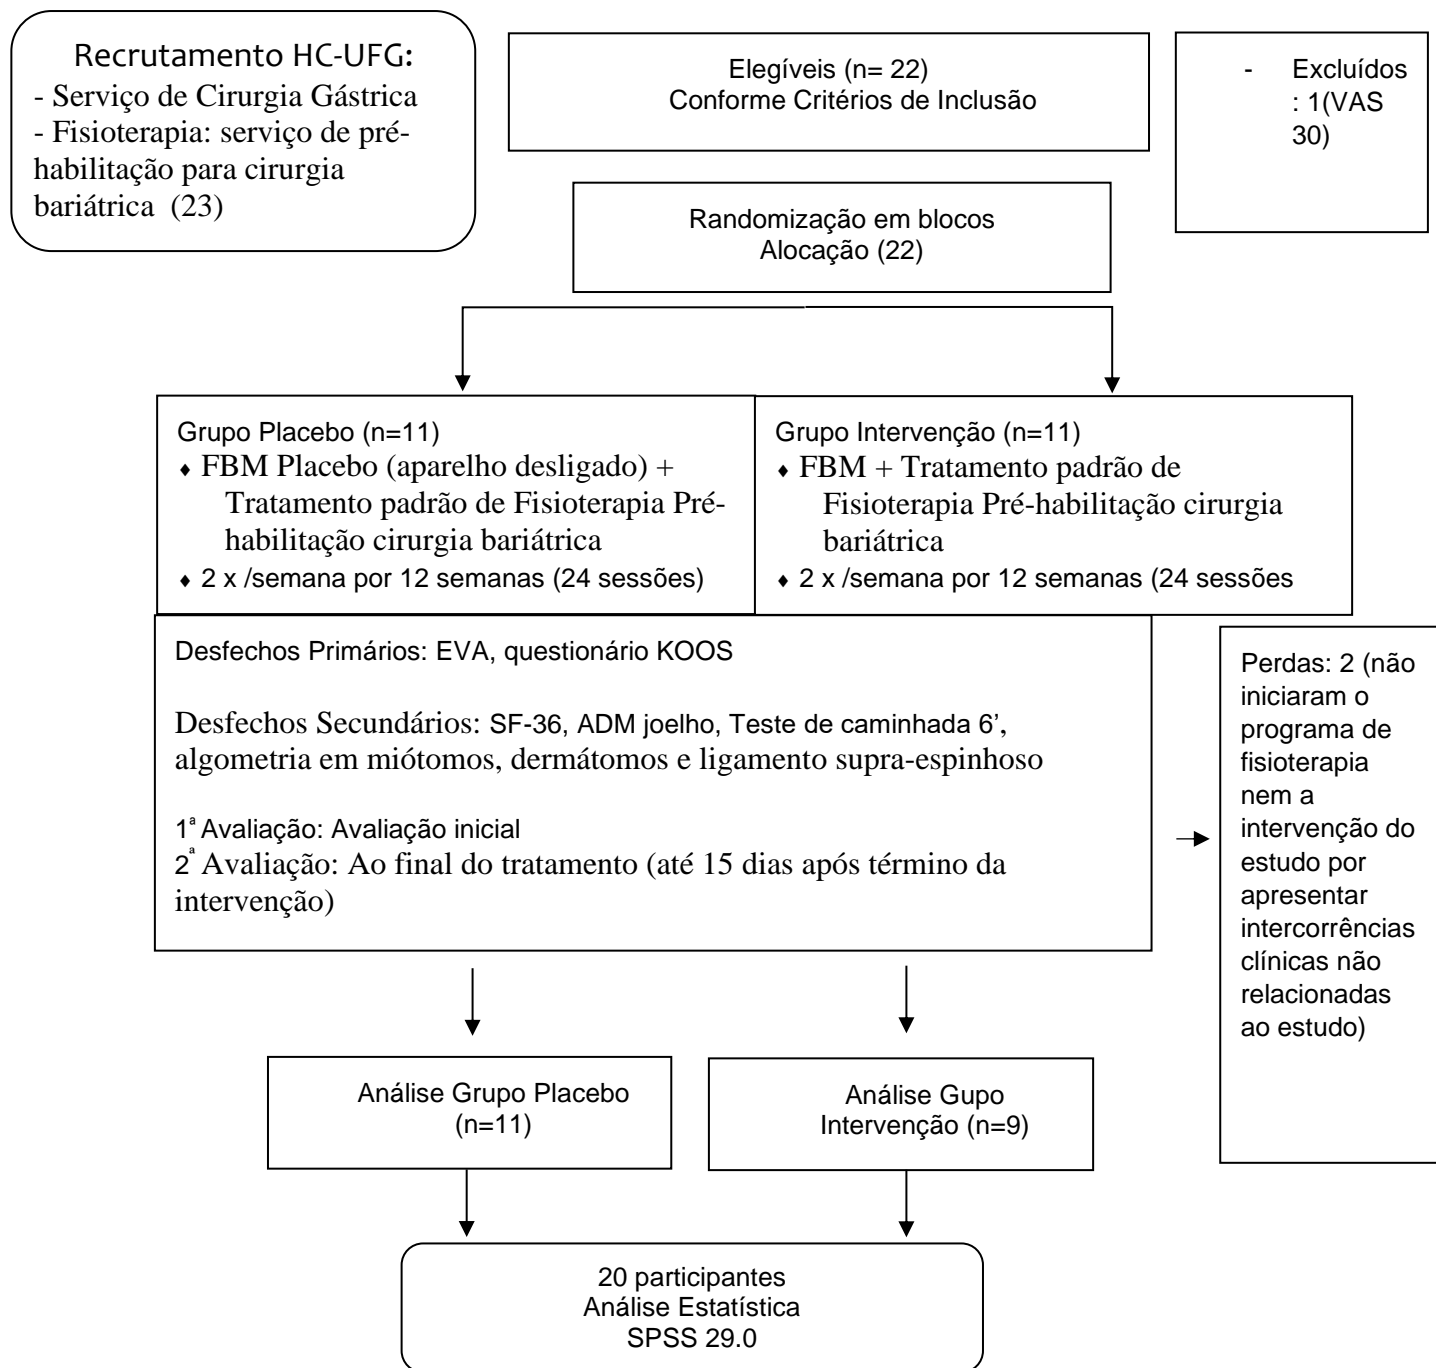 Recrutamento HC-UFG:
- Serviço de Cirurgia Gástrica
- Fisioterapia: serviço de pré-
habilitação para cirurgia
bariátrica  (23)
Elegíveis (n= 22)
Conforme Critérios de Inclusão
- Excluídos
: 1(VAS
30)
Randomização em blocos
Alocação (22)
Grupo Placebo (n=11)
♦ FBM Placebo (aparelho desligado) +
Tratamento padrão de Fisioterapia Pré-
habilitação cirurgia bariátrica
♦ 2 x /semana por 12 semanas (24 sessões)
Grupo Intervenção (n=11)
♦ FBM + Tratamento padrão de
Fisioterapia Pré-habilitação cirurgia
bariátrica
♦ 2 x /semana por 12 semanas (24 sessões
Desfechos Primários: EVA, questionário KOOS
Desfechos Secundários: SF-36, ADM joelho, Teste de caminhada 6’,
algometria em miótomos, dermátomos e ligamento supra-espinhoso
1ª Avaliação: Avaliação inicial
2ª Avaliação: Ao final do tratamento (até 15 dias após término da
intervenção)
Perdas: 2 (não
iniciaram o
programa de
fisioterapia
nem a
intervenção do
estudo por
apresentar
intercorrências
clínicas não
relacionadas
ao estudo)
Análise Grupo Placebo
(n=11)
Análise Gupo
Intervenção (n=9)
20 participantes
Análise Estatística
SPSS 29.0